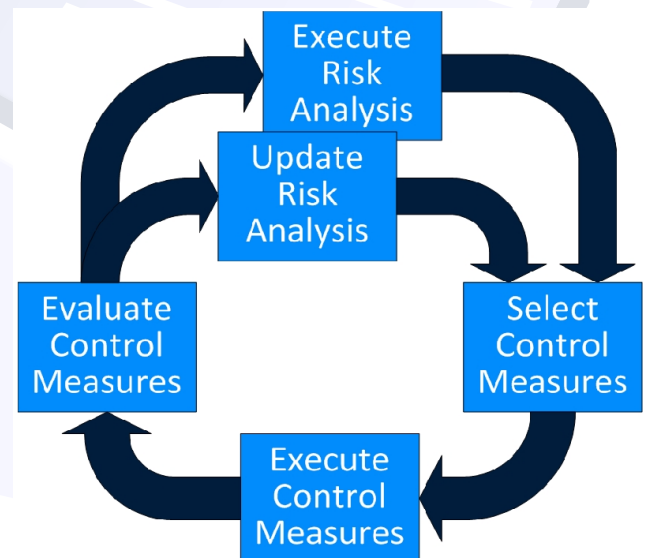 Execute
Risk
Analysis
Update
Risk
Analysis
Evaluate
Control
Measures
Select
Control
Measures
Execute
Control
Measures